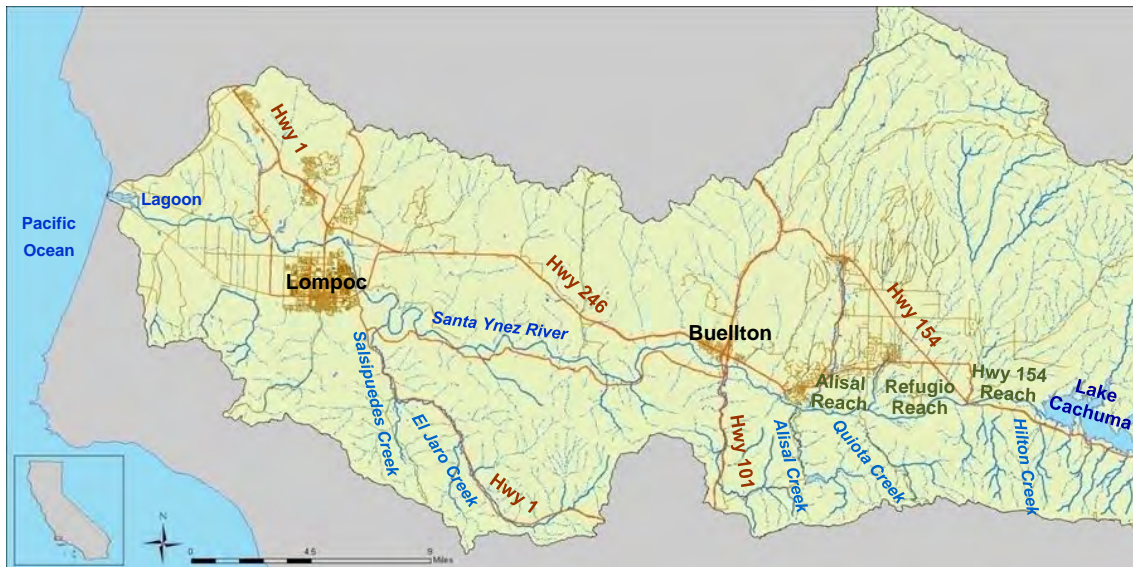 Hwy 1
Lagoon
Pacific
Ocean
Lompoc
Hwy 246
Santa Ynez River
Buellton
Hwy 154
Salsipuedes Creek
El Jaro Creek
Hwy 1
Hwy 101
Alisal
Reach
Refugio
Reach
Hwy 154
Reach
Lake
Cachuma
Alisal Creek
Quiota Creek
Hilton Creek
N
0 4.5 9
Miles